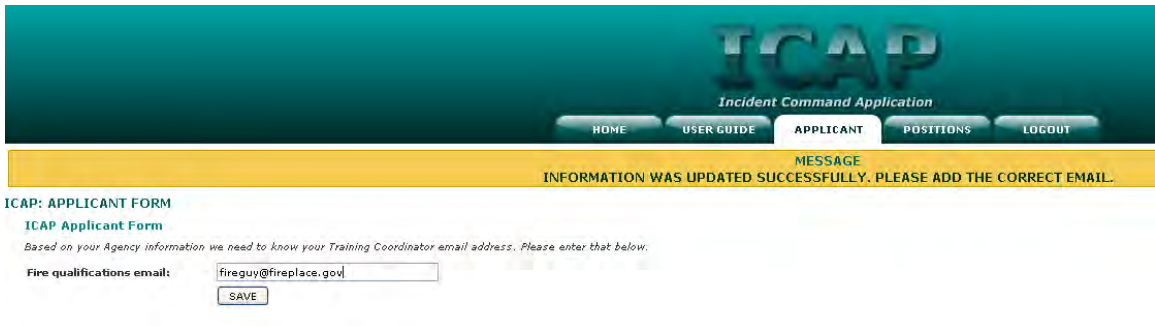 ICAP
Incident Command Application
HOME USER GUIDE APPLICANT POSITIONS LOGOUT
MESSAGE
INFORMATION WAS UPDATED SUCCESSFULLY. PLEASE ADD THE CORRECT EMAIL.
ICAP: APPLICANT FORM
ICAP Applicant Form
Based on your Agency information we need to know your Training Coordinator email address. Please enter that below.
Fire qualifications email: fireguy@fireplace.gov
SAVE